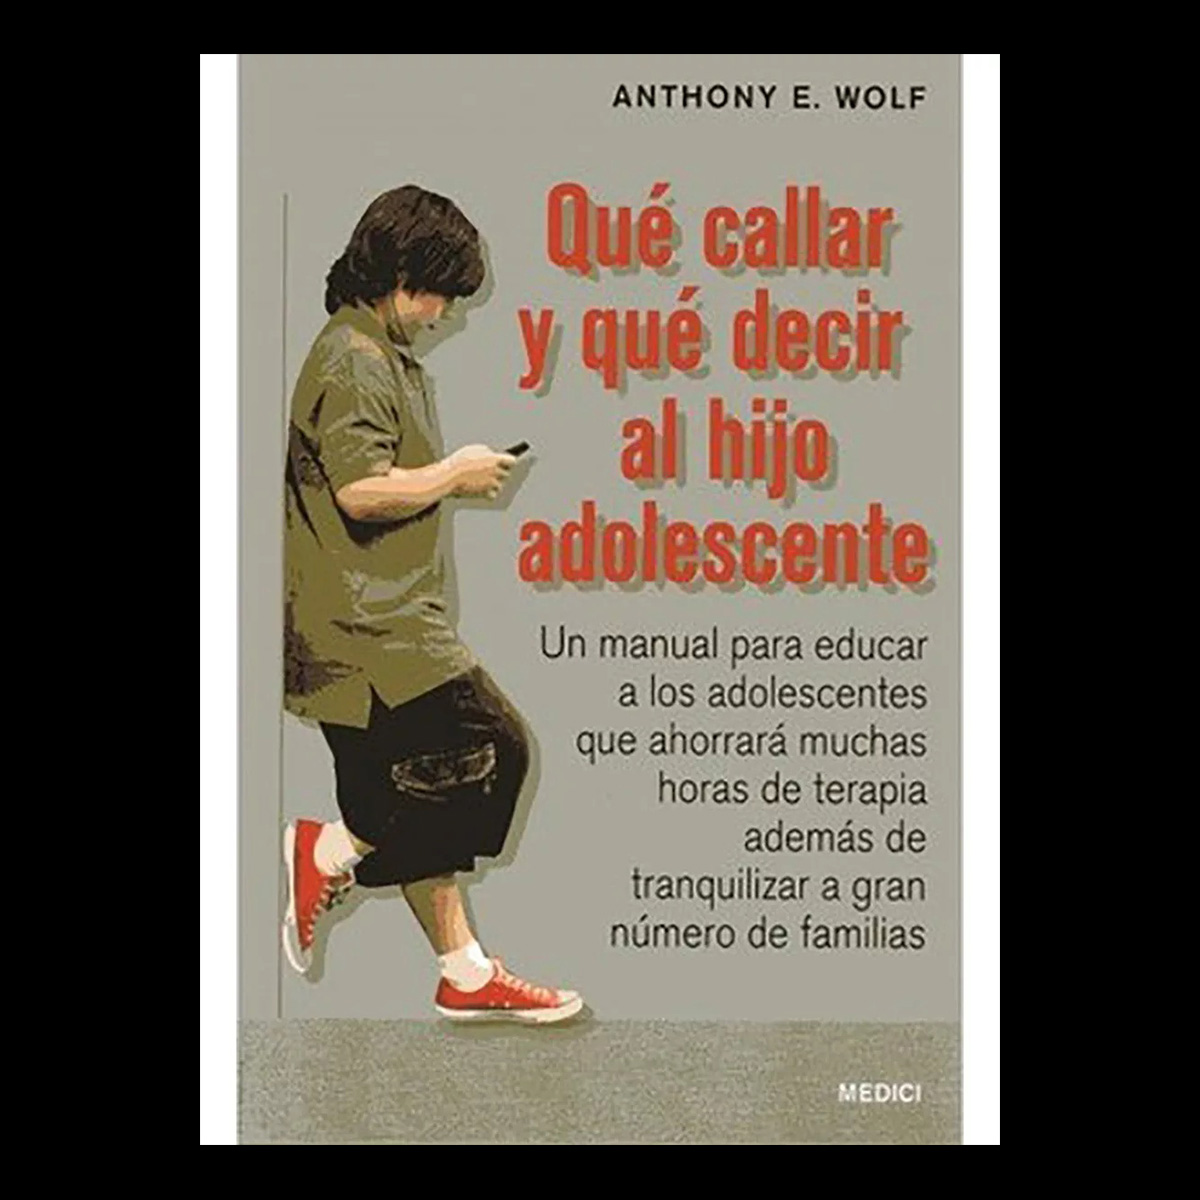 ANTHONY E. WOLF
Qué callar
y qué decir
al hijo
adolescente
Un manual para educar
a los adolescentes
que ahorrará muchas
horas de terapia
además de
tranquilizar a gran
número de familias
MEDICI